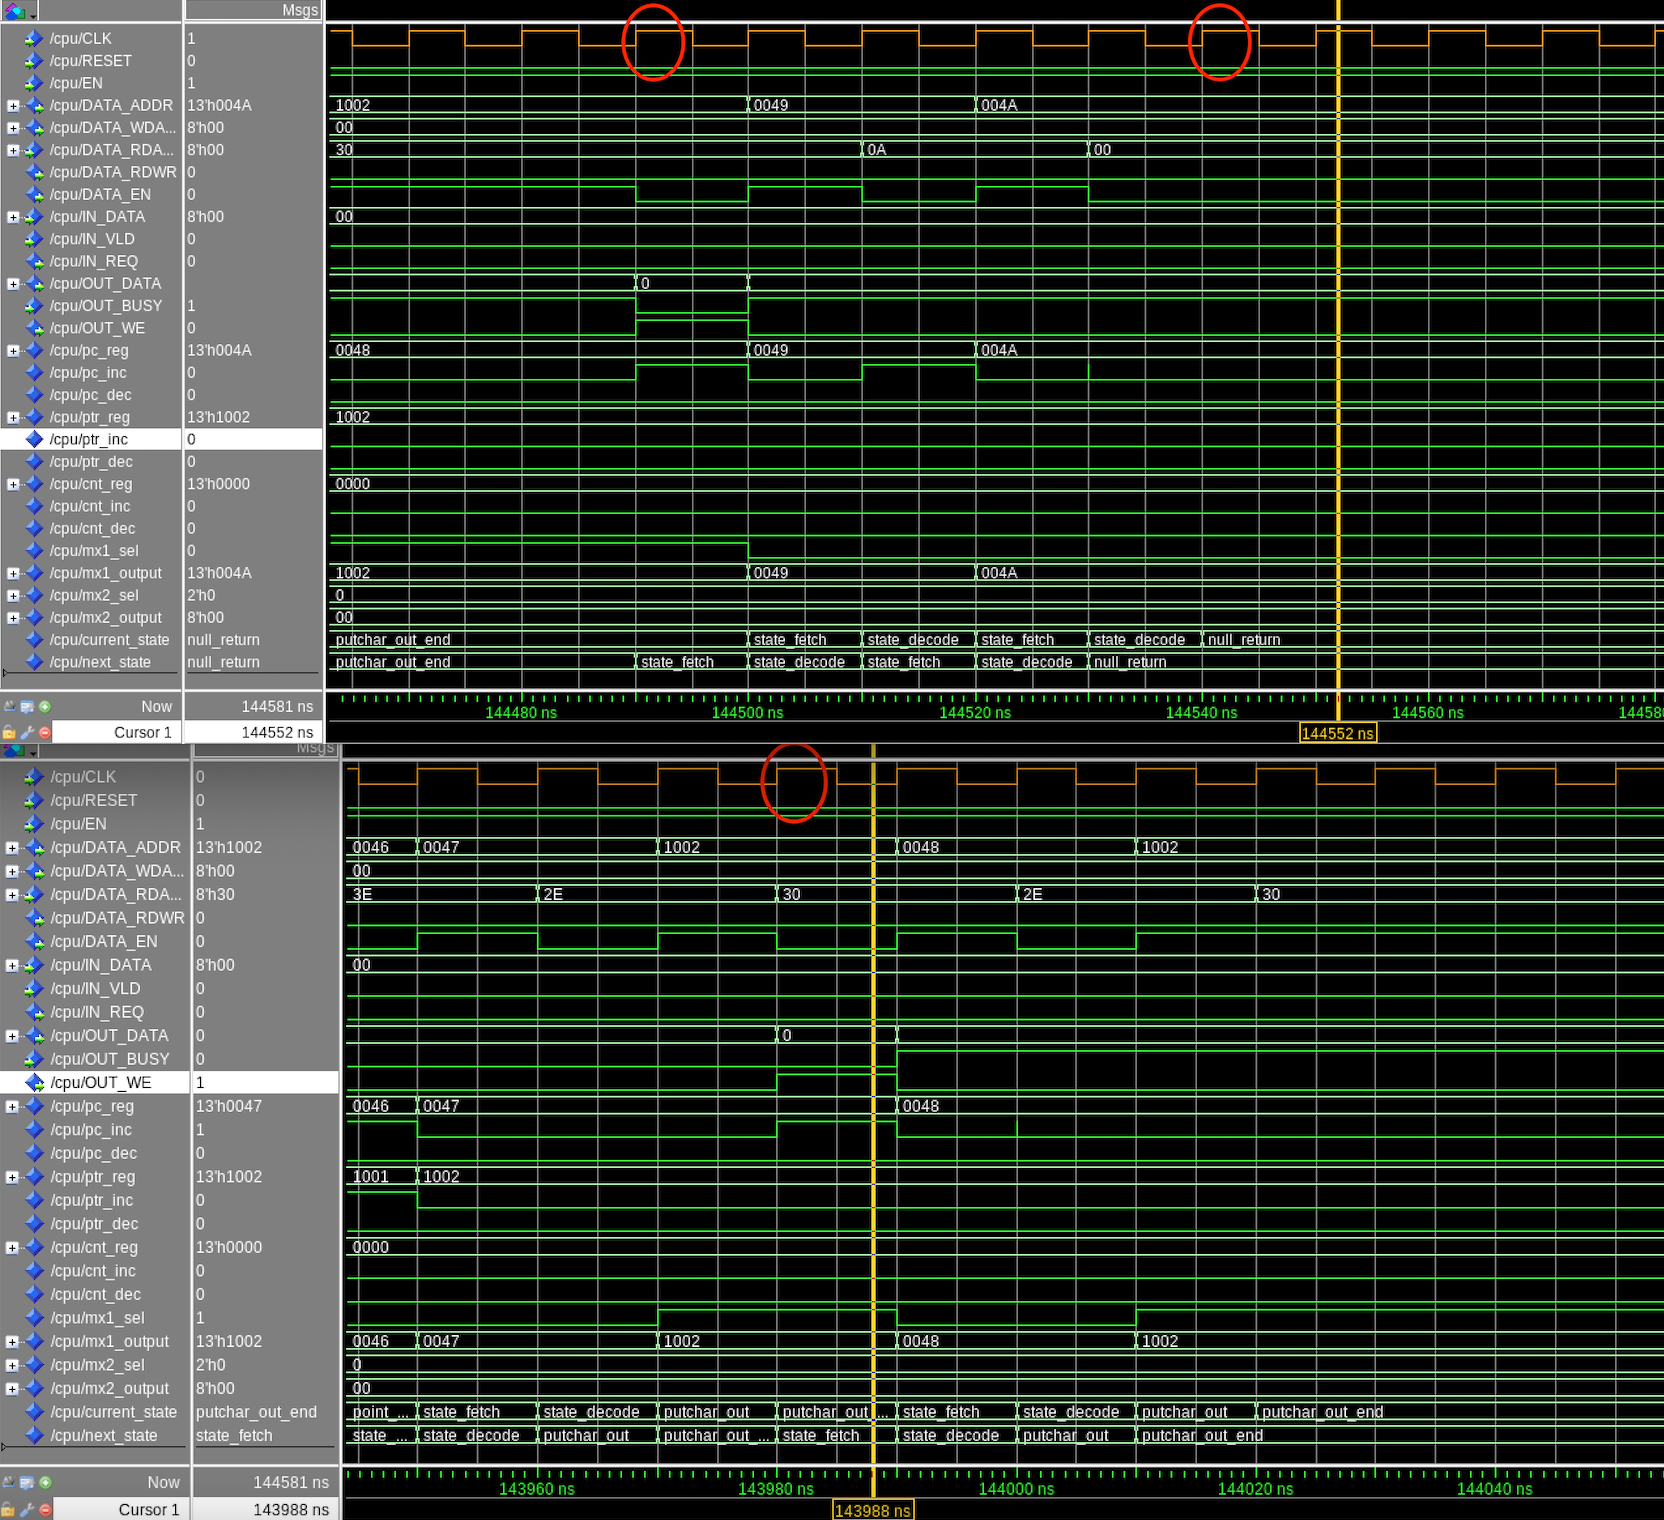 Msgs
/cpu/CLK 1
/cpu/RESET 0
/cpu/EN 1
/cpu/DATA_ADDR 13'h004A 1002 0049 004A
/cpu/DATA_WDA... 8'h00 00
/cpu/DATA_RDA... 8'h00 30 0A 00
/cpu/DATA_RDWR 0
/cpu/DATA_EN 0
/cpu/IN_DATA 8'h00 00
/cpu/IN_VLD 0
/cpu/IN_REQ 0
/cpu/OUT_DATA 0
/cpu/OUT_BUSY 1
/cpu/OUT_WE 0
/cpu/pc_reg 13'h004A 0048 0049 004A
/cpu/pc_inc 0
/cpu/pc_dec 0
/cpu/ptr_reg 13'h1002 1002
/cpu/ptr_inc 0
/cpu/ptr_dec 0
/cpu/cnt_reg 13'h0000 0000
/cpu/cnt_inc 0
/cpu/cnt_dec 0
/cpu/mx1_sel 0
/cpu/mx1_output 13'h004A 1002 0049 004A
/cpu/mx2_sel 2'h0 0
/cpu/mx2_output 8'h00 00
/cpu/current_state null_return putchar_out_end state_fetch state_decode state_fetch state_decode null_return
/cpu/next_state null_return putchar_out_end state_fetch state_decode state_fetch state_decode null_return
Now 144581 ns 144480 ns 144500 ns 144520 ns 144540 ns 144560 ns 14458
Cursor 1 144552 ns 144552 ns
Msgs
/cpu/CLK 0
/cpu/RESET 0
/cpu/EN 1
/cpu/DATA_ADDR 13'h1002 0046 0047 1002 0048 1002
/cpu/DATA_WDA... 8'h00 00
/cpu/DATA_RDA... 8'h30 3E 2E 30 2E 30
/cpu/DATA_RDWR 0
/cpu/DATA_EN 0
/cpu/IN_DATA 8'h00 00
/cpu/IN_VLD 0
/cpu/IN_REQ 0
/cpu/OUT_DATA 0 0
/cpu/OUT_BUSY 0
/cpu/OUT_WE 1
/cpu/pc_reg 13'h0047 0046 0047 0048
/cpu/pc_inc 1
/cpu/pc_dec 0
/cpu/ptr_reg 13'h1002 1001 1002
/cpu/ptr_inc 0
/cpu/ptr_dec 0
/cpu/cnt_reg 13'h0000 0000
/cpu/cnt_inc 0
/cpu/cnt_dec 0
/cpu/mx1_sel 1
/cpu/mx1_output 13'h1002 0046 0047 1002 0048 1002
/cpu/mx2_sel 2'h0 0
/cpu/mx2_output 8'h00 00
/cpu/current_state putchar_out_end point_... state_fetch state_decode putchar_out putchar_out_... state_fetch state_decode putchar_out putchar_out_end
/cpu/next_state state_fetch state_... state_decode putchar_out putchar_out_... state_fetch state_decode putchar_out putchar_out_end
Now 144581 ns 143960 ns 143980 ns 144000 ns 144020 ns 144040 ns
Cursor 1 143988 ns 143988 ns